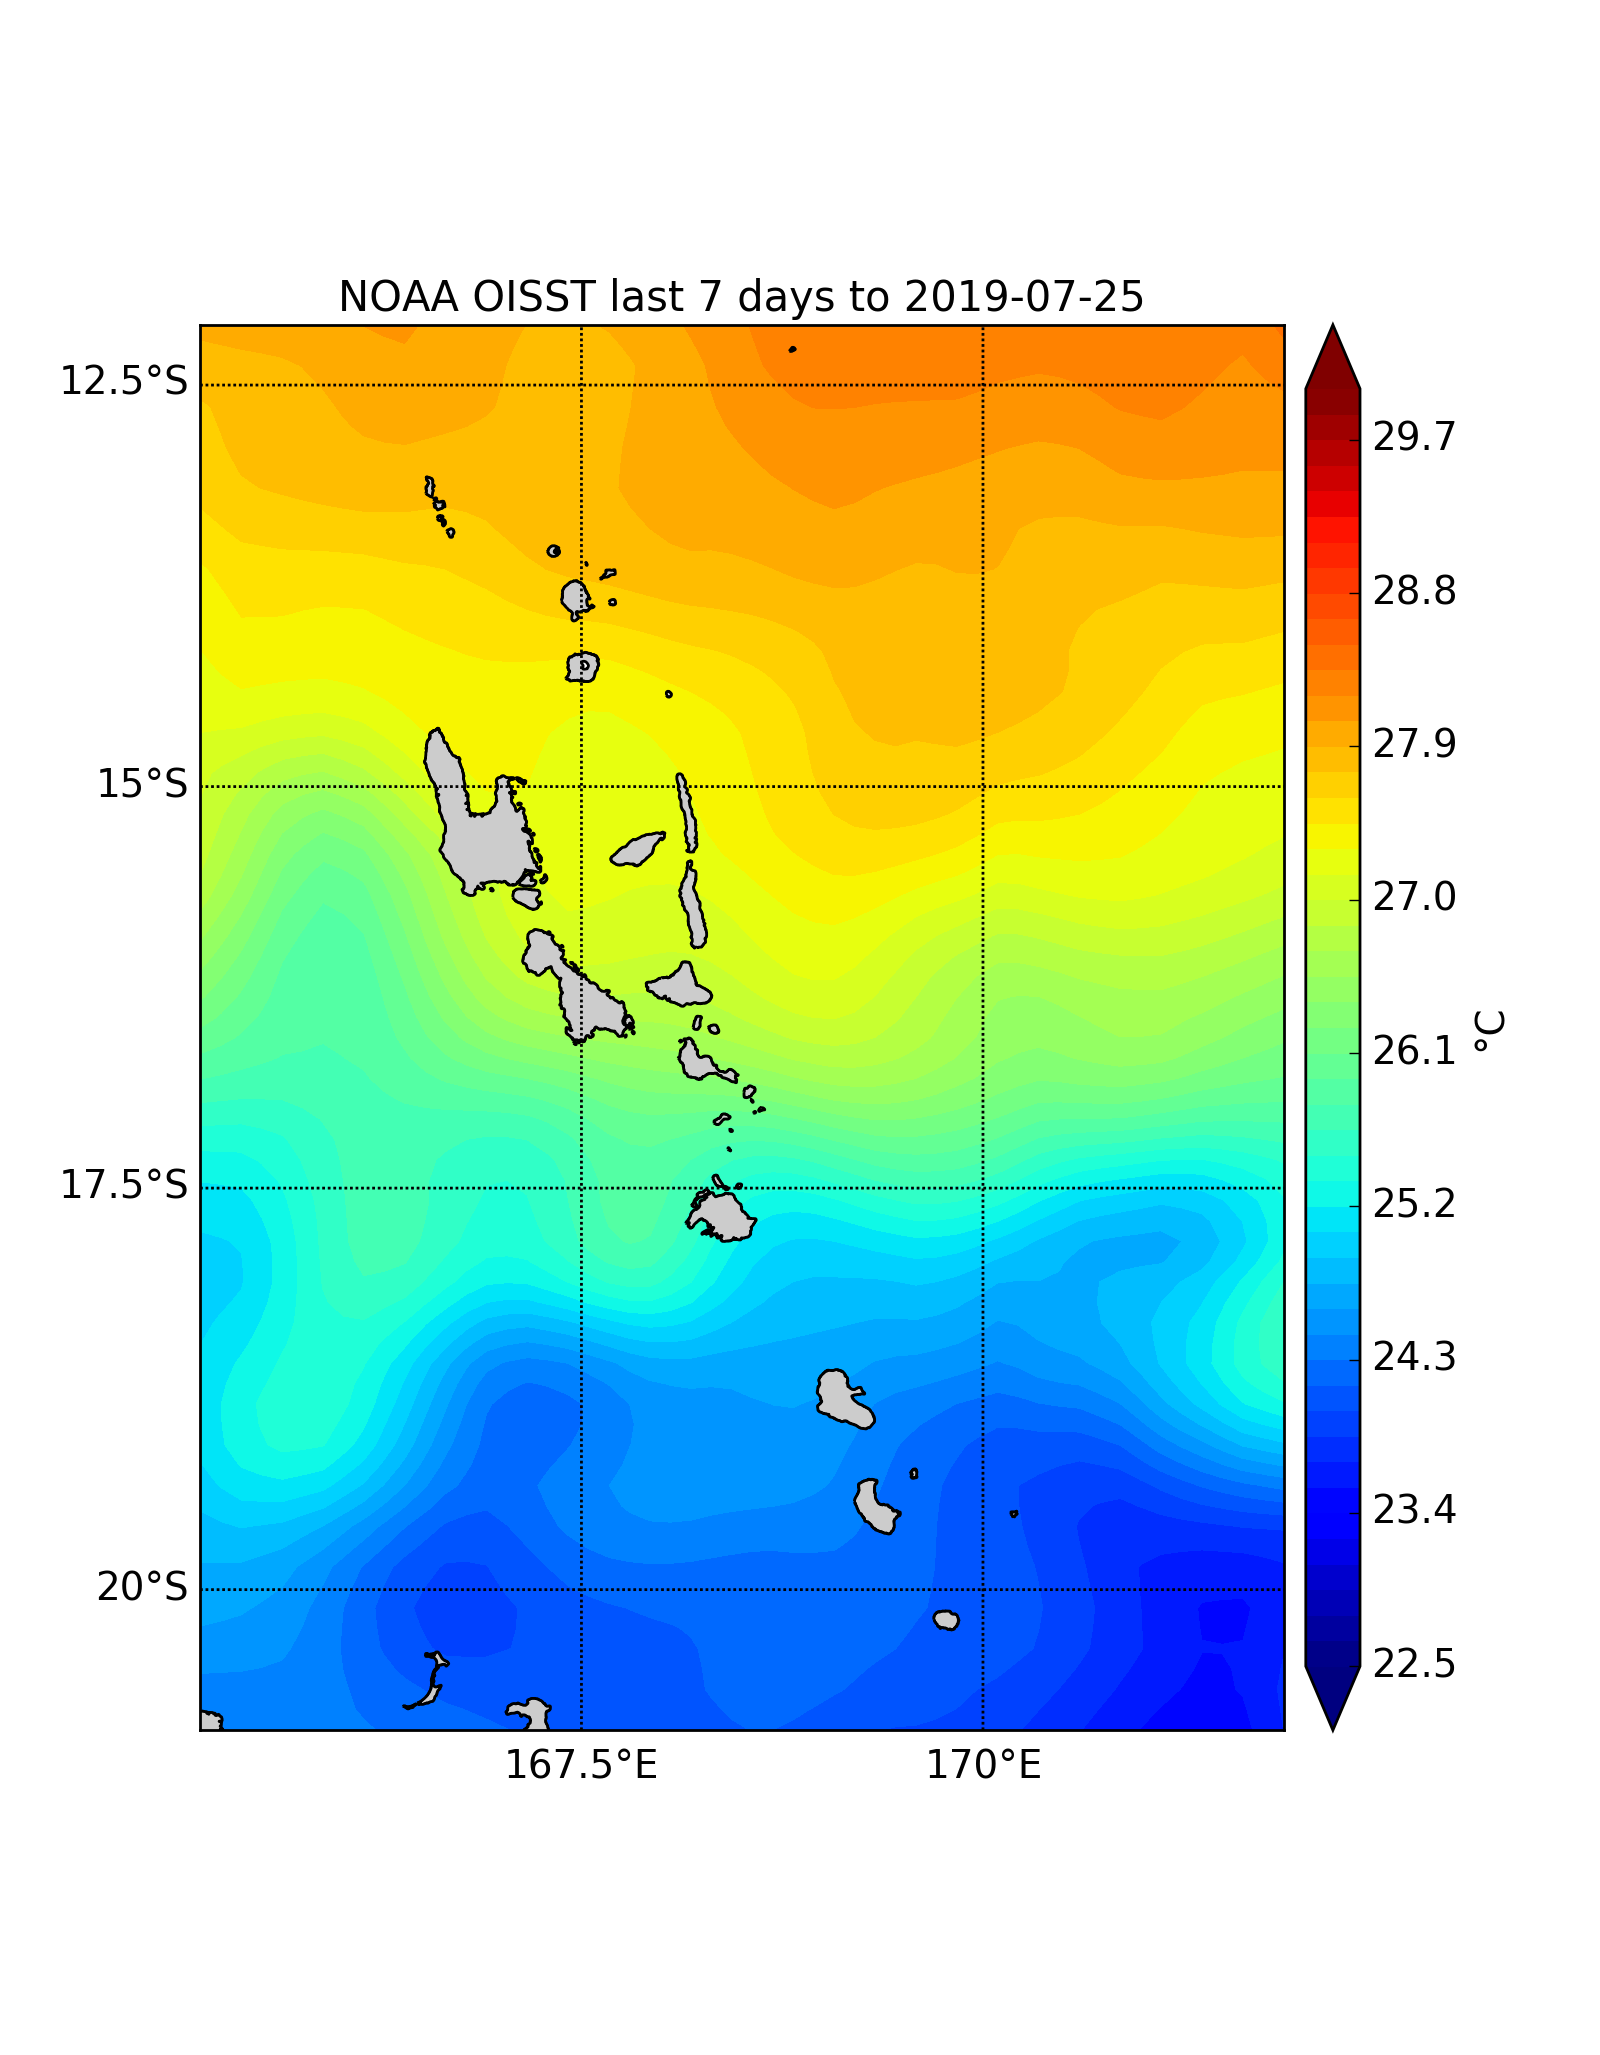 NOAA OISST last 7 days to 2019-07-25
12.5°S
15°S
17.5°S
20°S
167.5°E
170°E
29.7
28.8
27.9
27.0
26.1
25.2
24.3
23.4
22.5
°C